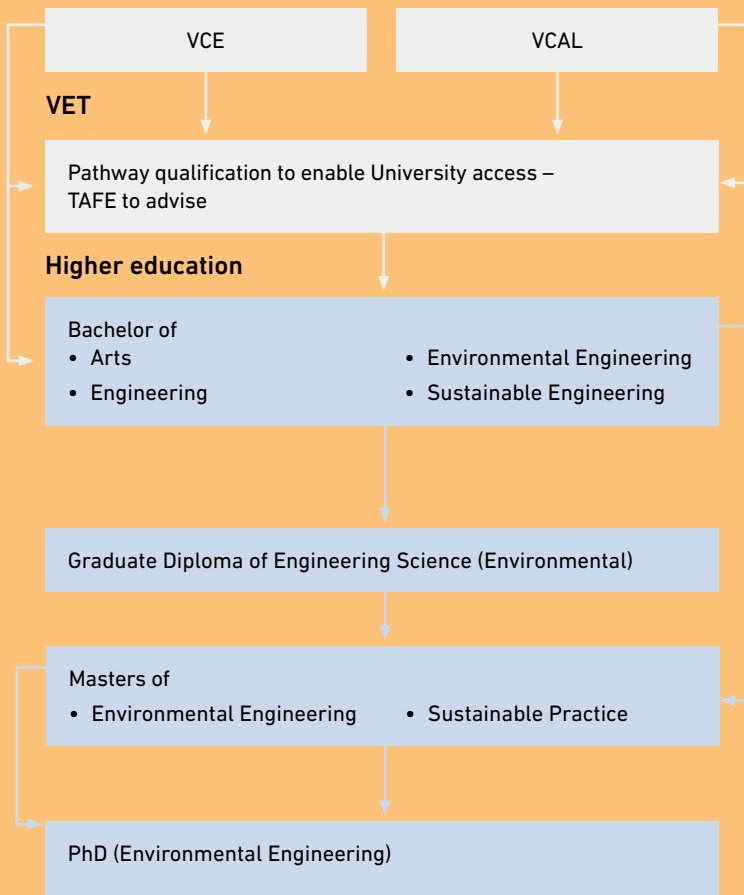 VCE
VCAL
VET
Pathway qualification to enable University access –
TAFE to advise
Higher education
Bachelor of
• Arts
• Engineering
• Environmental Engineering
• Sustainable Engineering
Graduate Diploma of Engineering Science (Environmental)
Masters of
• Environmental Engineering
• Sustainable Practice
PhD (Environmental Engineering)